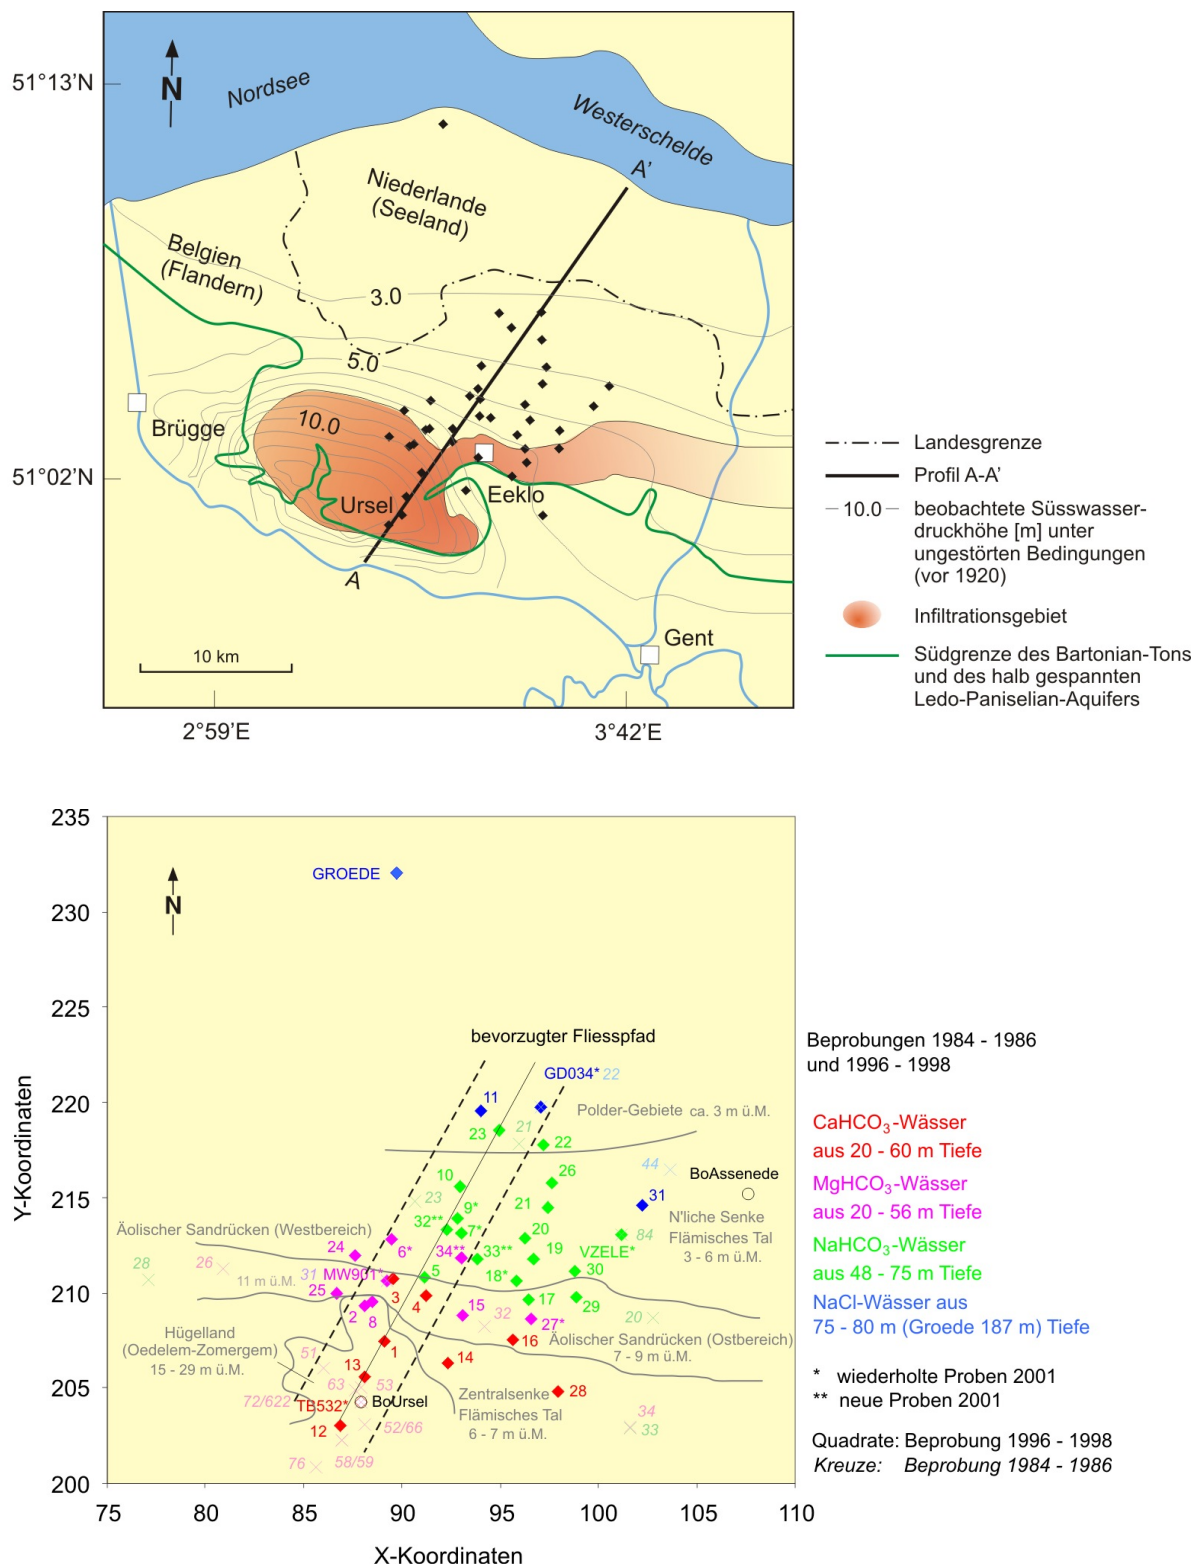 51°13'N
N
Nordsee
Westerschelde
A'
Niederlande
(Seeland)
Belgien
(Flandern)
3.0
5.0
10.0
Brügge
51°02'N
Ursel
Eeklo
A
Gent
10 km
2°59'E
3°42'E
Landesgrenze
Profil A-A'
10.0
beobachtete Süsswasser-
druckhöhe [m] unter
ungestörten Bedingungen
(vor 1920)
Infiltrationsgebiet
Südgrenze des Bartonian-Tons
und des halb gespannten
Ledo-Paniselian-Aquifers
235
230
225
220
215
210
205
200
Y-Koordinaten
75 80 85 90 95 100 105 110
X-Koordinaten
N
GROEDE
bevorzugter Fliesspfad
GD034* 22
11
Polder-Gebiete ca. 3 m ü.M.
23 21
22
44
BoAssenede
10 23
26
31
9*
21
32**
7*
20
N'liche Senke
Flämisches Tal
3 - 6 m ü.M.
Äolischer Sandrücken (Westbereich)
24
6*
34**
33**
19
VZELE*
84
28
26
11 m ü.M.
31
MW901*
5
18*
30
25
3
4
2
8
15
32
17
27*
29
20
Hügelland
(Oedelem-Zomergem)
15 - 29 m ü.M.
1
16
Äolischer Sandrücken (Ostbereich)
7 - 9 m ü.M.
51
13
14
63
53
28
72/622
TB532*
BoUrsel
Zentralsenke
Flämisches Tal
6 - 7 m ü.M.
12
52/66
34
33
76
58/59
Beprobungen 1984 - 1986
und 1996 - 1998
CaHCO₃-Wässer
aus 20 - 60 m Tiefe
MgHCO₃-Wässer
aus 20 - 56 m Tiefe
NaHCO₃-Wässer
aus 48 - 75 m Tiefe
NaCl-Wässer aus
75 - 80 m (Groede 187 m) Tiefe
* wiederholte Proben 2001
** neue Proben 2001
Quadrate: Beprobung 1996 - 1998
Kreuze: Beprobung 1984 - 1986